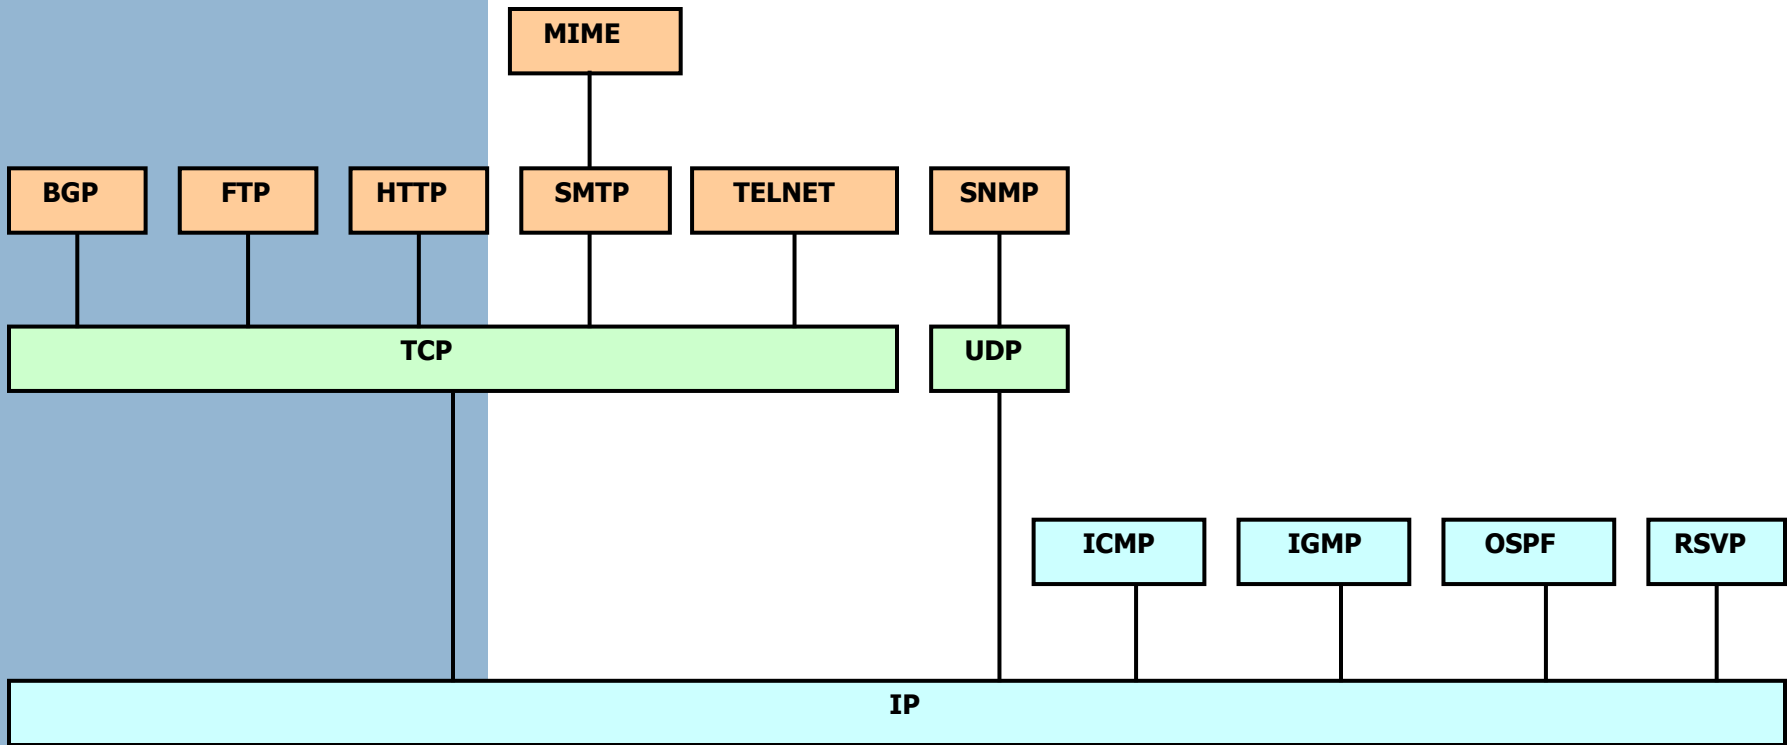 MIME
BGP
FTP
HTTP
SMTP
TELNET
SNMP
TCP
UDP
ICMP
IGMP
OSPF
RSVP
IP